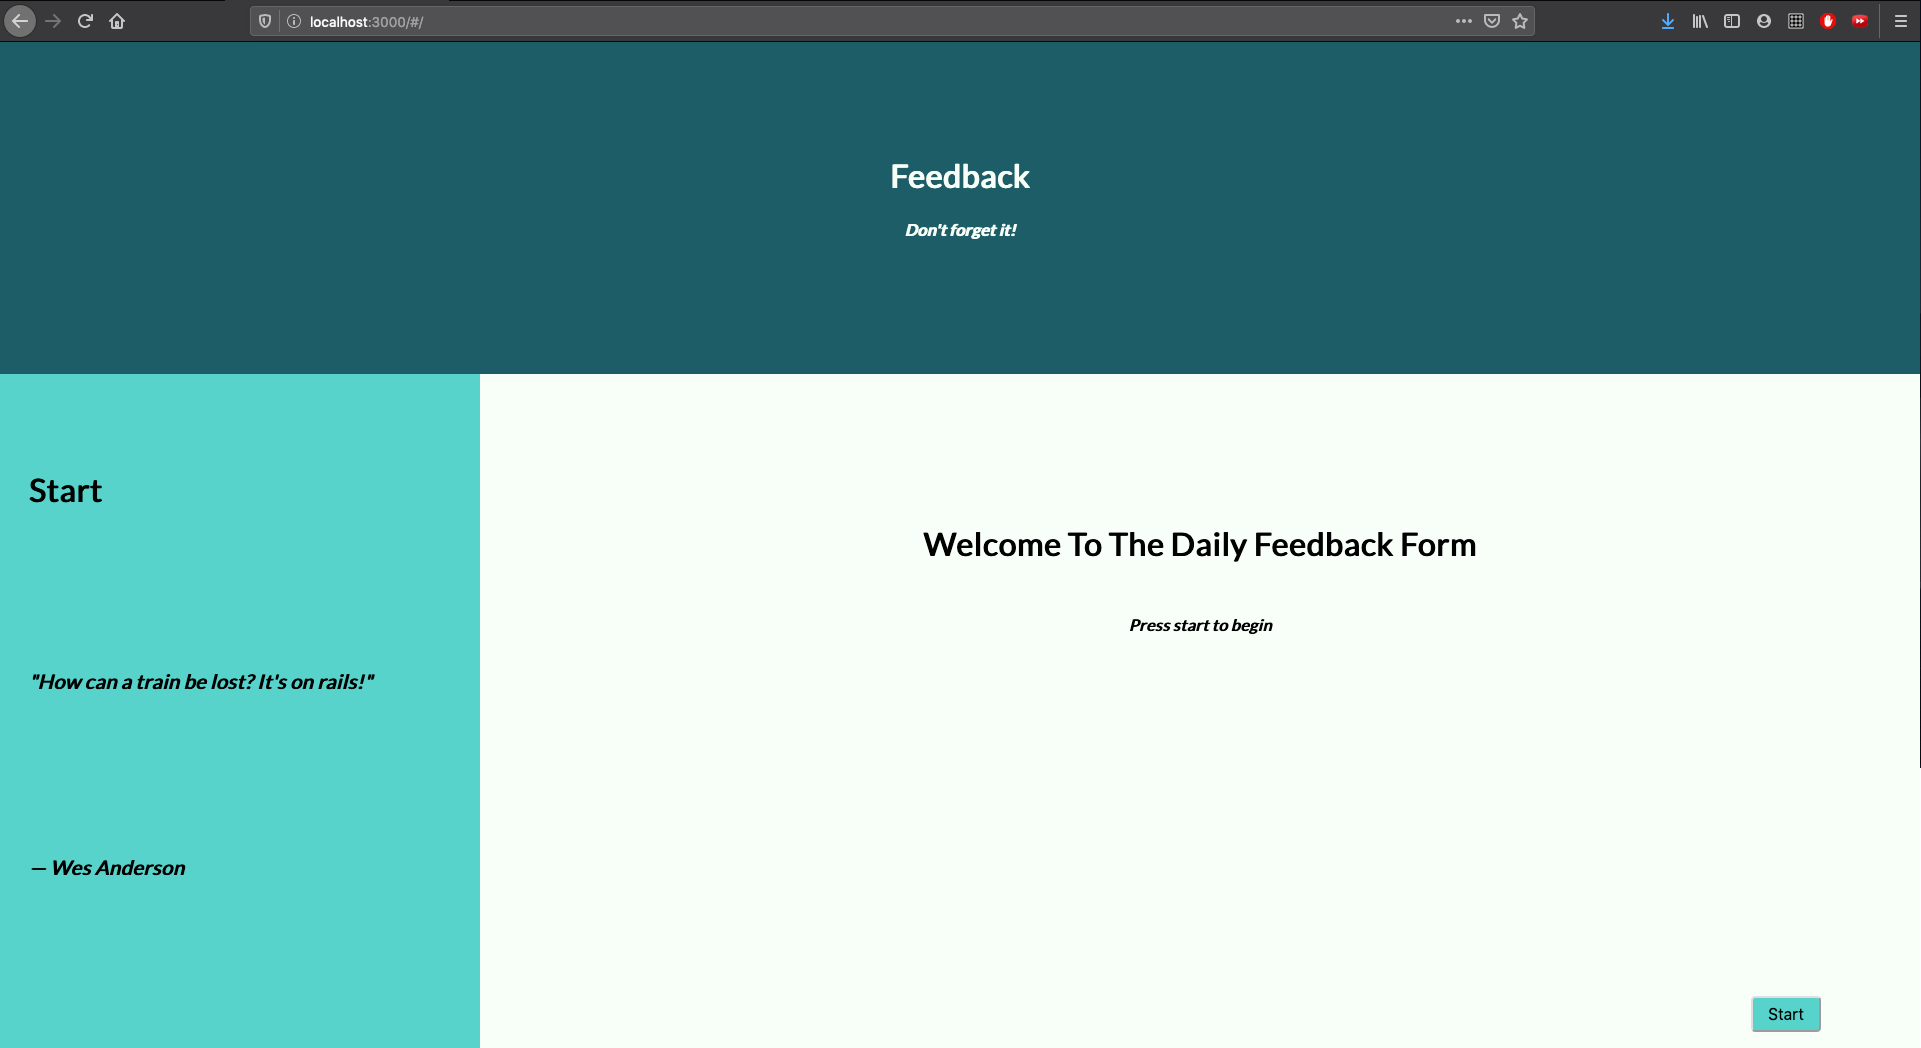 localhost:3000/#/
Feedback
Don't forget it!
Start
"How can a train be lost? It's on rails!"
— Wes Anderson
Welcome To The Daily Feedback Form
Press start to begin
Start